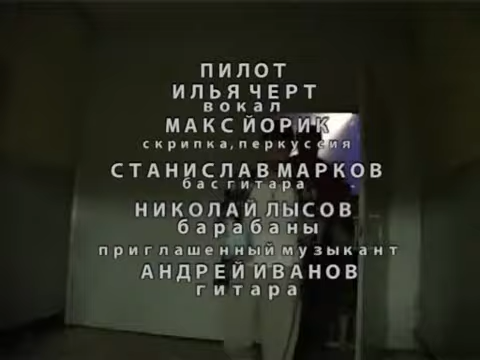 ПИЛОТ
ИЛЬЯ ЧЕРТ
вокал
МАКС ЙОРИК
скрипка, перкуссия
СТАНИСЛАВ МАРКОВ
бас гитара
НИКОЛАЙ ЛЫСОВ
барабаны
приглашенный музыкант
АНДРЕЙ ИВАНОВ
гитара